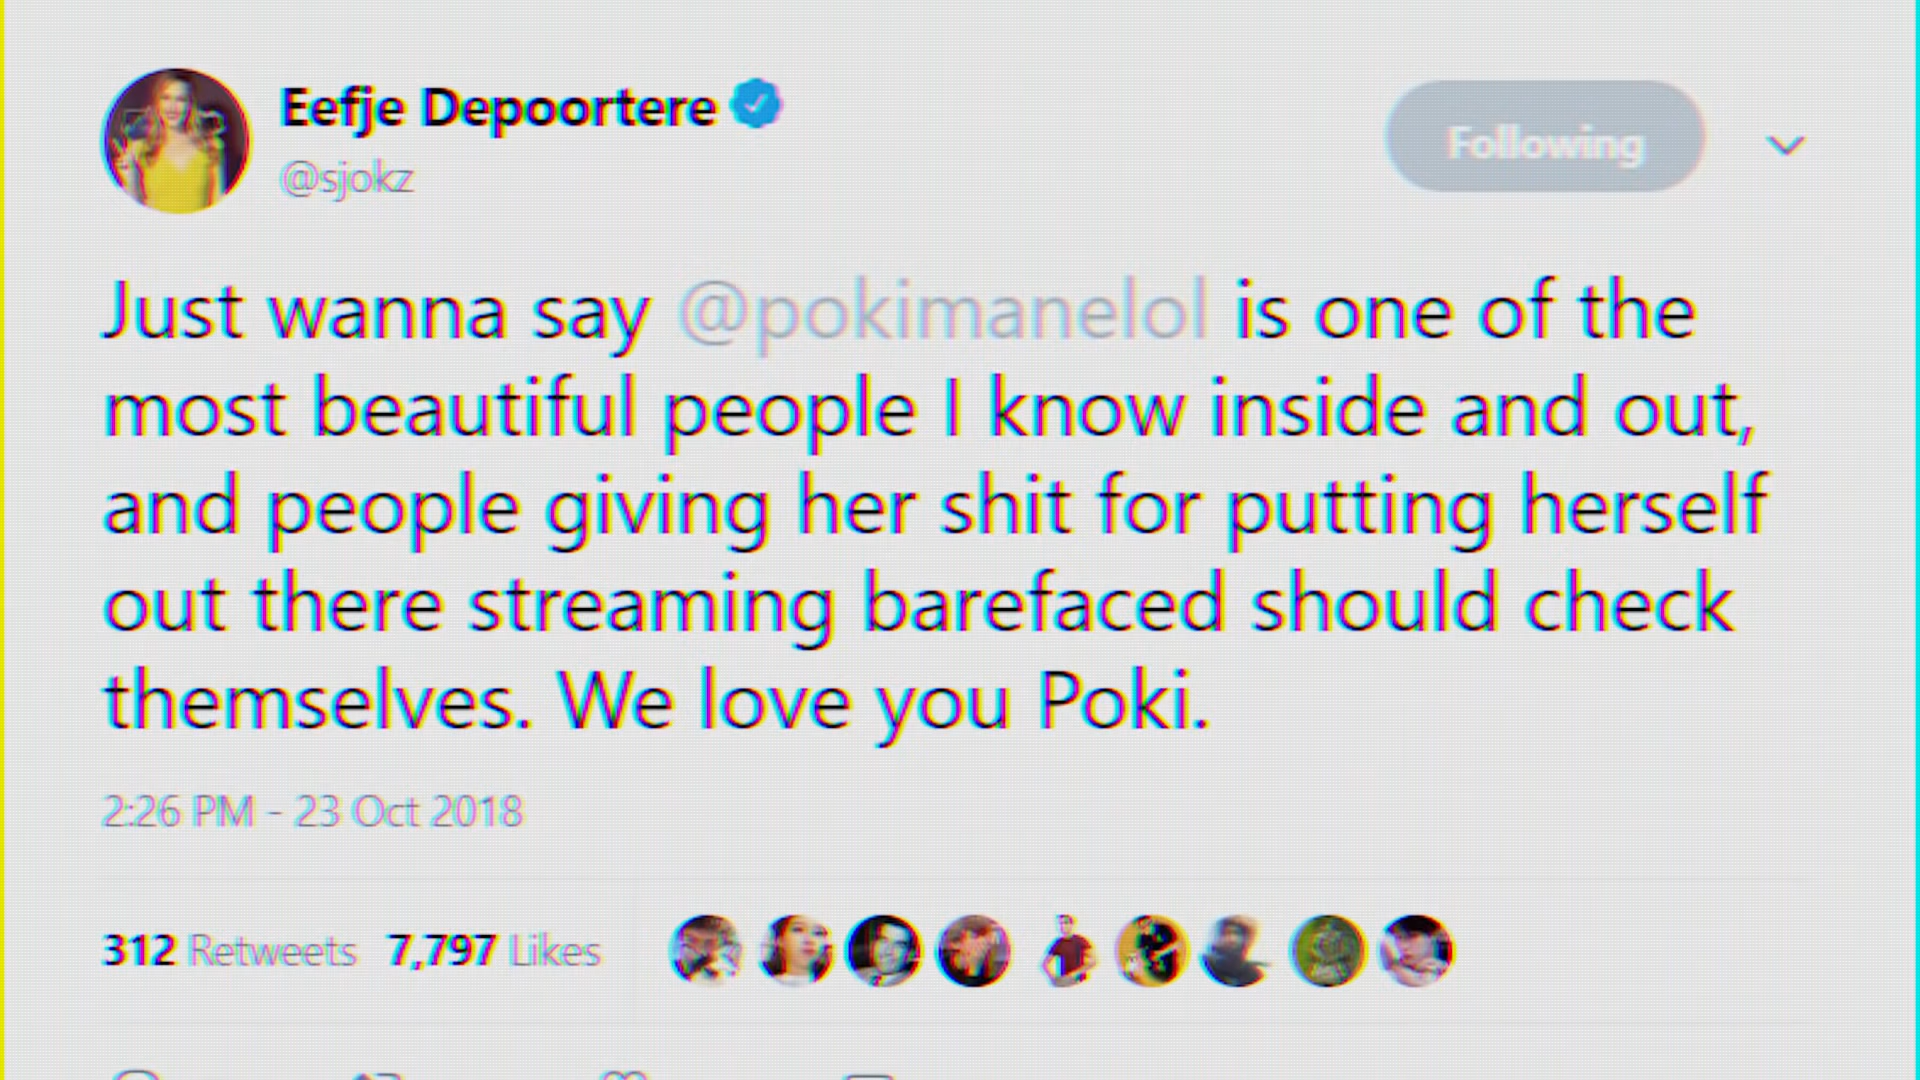 Eefje Depoortere
@sjokz
Following
Just wanna say @pokimanelol is one of the
most beautiful people I know inside and out,
and people giving her shit for putting herself
out there streaming barefaced should check
themselves. We love you Poki.
2:26 PM - 23 Oct 2018
312 Retweets 7,797 Likes